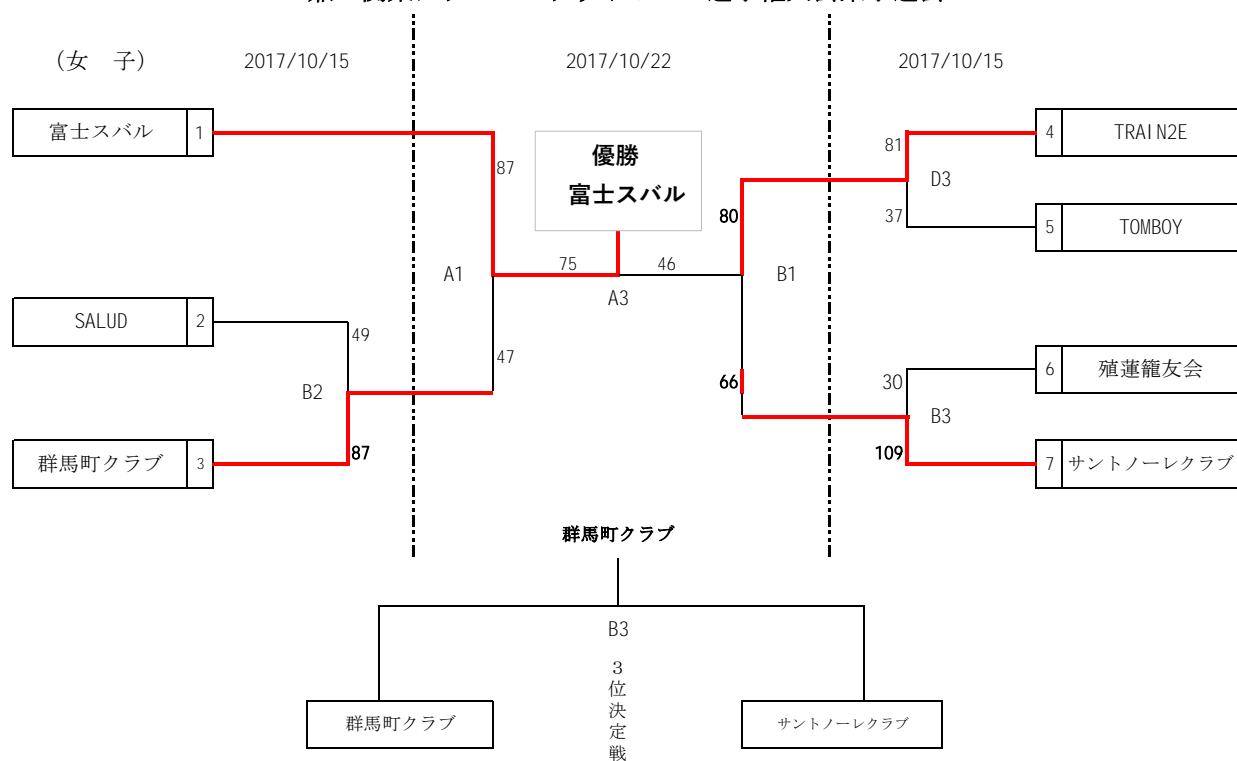 (女 子)
2017/10/15
2017/10/22
2017/10/15
富士スバル 1
4 TRAIN2E
優勝
富士スバル
87
81
D3
80
37
5 TOMBOY
75
46
A1
A3
B1
SALUD 2
49
47
66
B2
30
6 殖蓮籠友会
B3
群馬町クラブ 3
87
109
7 サントノーレクラブ
群馬町クラブ
B3
3
位
決
定
戦
群馬町クラブ
サントノーレクラブ